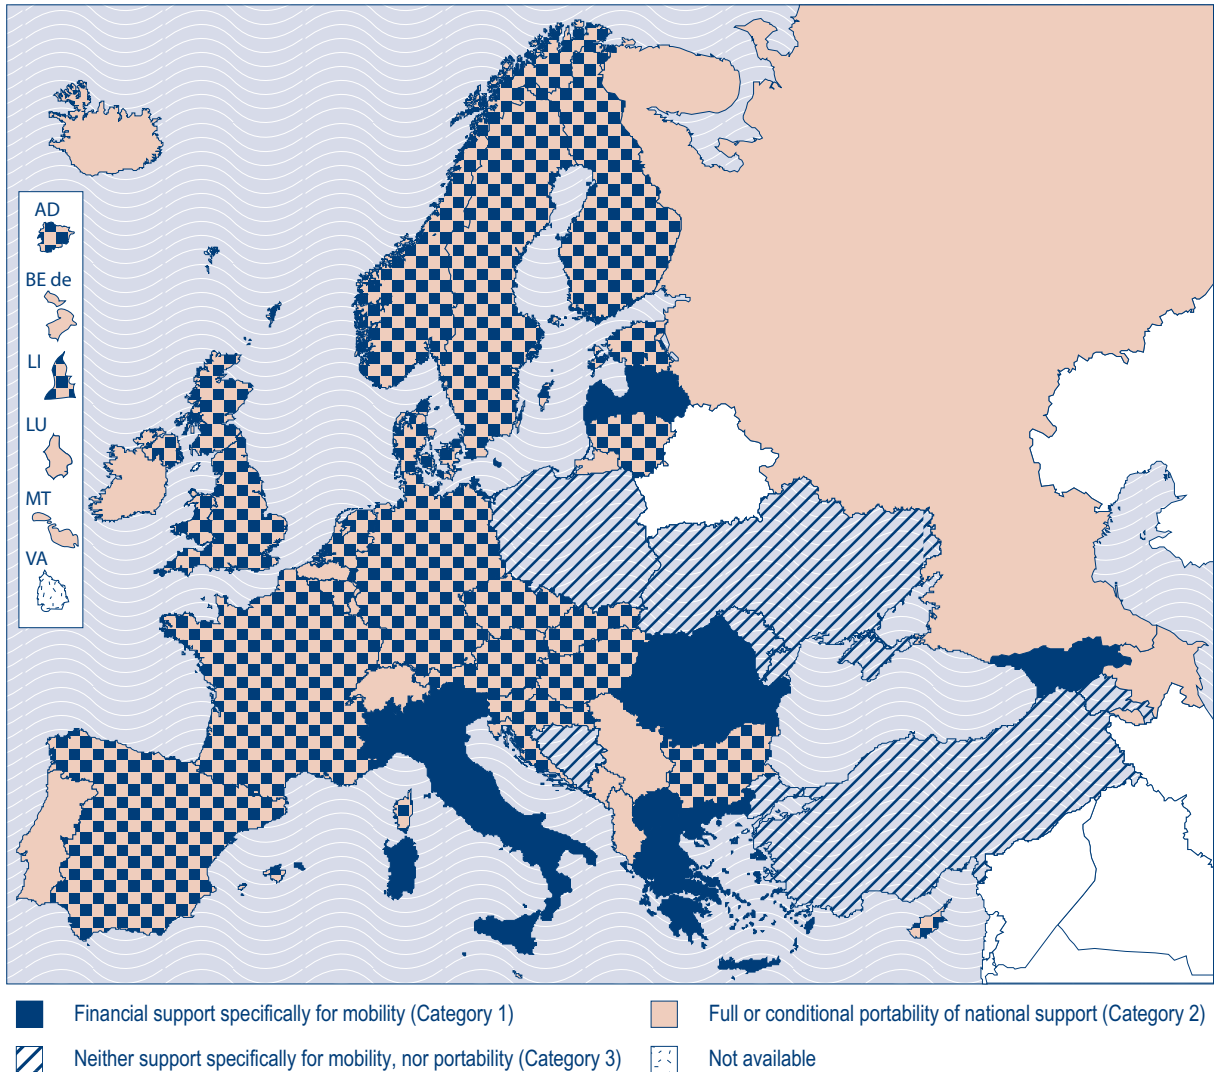 AD
BE de
LI
LU
MT
VA
Financial support specifically for mobility (Category 1)
Full or conditional portability of national support (Category 2)
Neither support specifically for mobility, nor portability (Category 3)
Not available